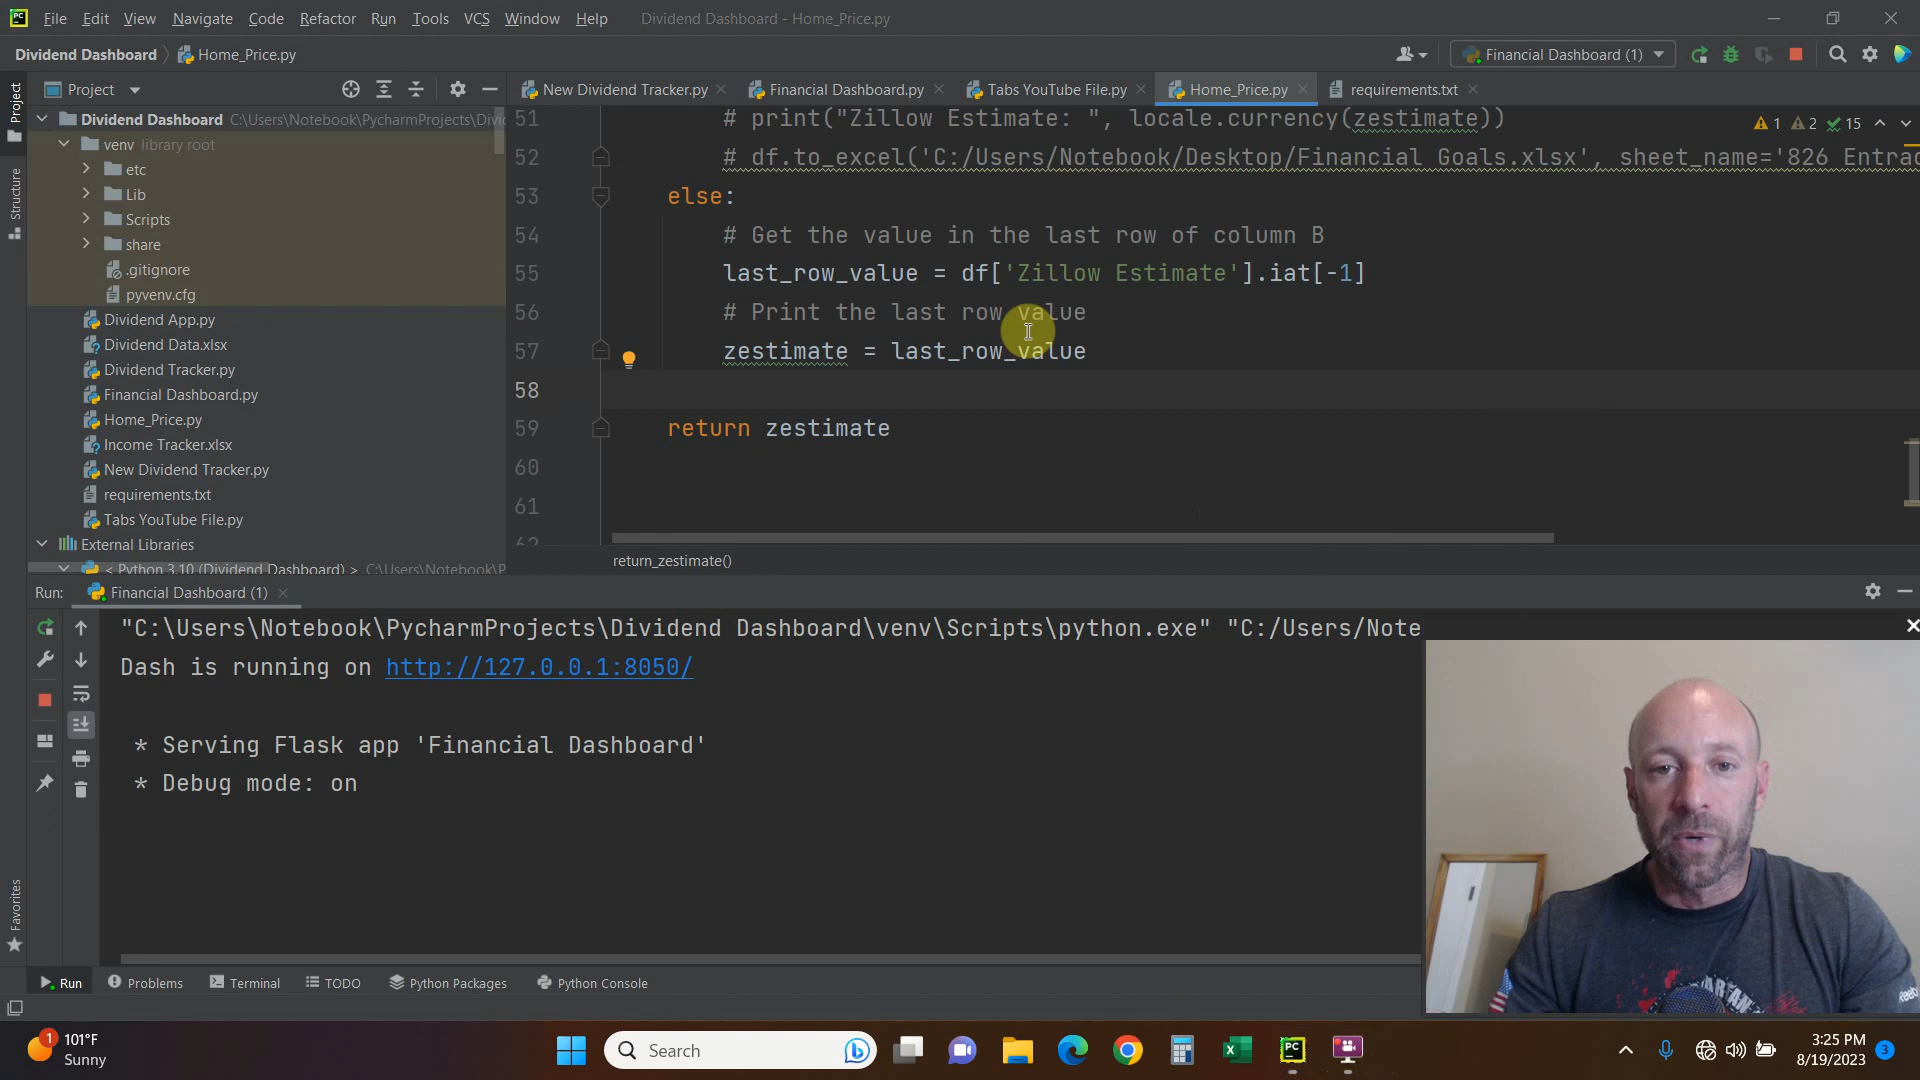 File Edit View Navigate Code Refactor Run Tools VCS Window Help Dividend Dashboard - Home_Price.py
Dividend Dashboard Home_Price.py Financial Dashboard (1)
Project New Dividend Tracker.py Financial Dashboard.py Tabs YouTube File.py Home_Price.py requirements.txt
Project
Structure
Favorites
Dividend Dashboard C:\Users\Notebook\PycharmProjects\Divi
venv library root
etc
Lib
Scripts
share
.gitignore
pyvenv.cfg
Dividend App.py
Dividend Data.xlsx
Dividend Tracker.py
Financial Dashboard.py
Home_Price.py
Income Tracker.xlsx
New Dividend Tracker.py
requirements.txt
Tabs YouTube File.py
External Libraries
< Python 3.10 (Dividend Dashboard) > C:\Users\Notebook\P
1 2 15
51 # print("Zillow Estimate: ", locale.currency(zestimate))
52 # df.to_excel('C:/Users/Notebook/Desktop/Financial Goals.xlsx', sheet_name='826 Entrac
53 else:
54 # Get the value in the last row of column B
55 last_row_value = df['Zillow Estimate'].iat[-1]
56 # Print the last row value
57 zestimate = last_row_value
58
59 return zestimate
60
61
62
return_zestimate()
Run: Financial Dashboard (1)
"C:\Users\Notebook\PycharmProjects\Dividend Dashboard\venv\Scripts\python.exe" "C:/Users/Note
Dash is running on http://127.0.0.1:8050/
* Serving Flask app 'Financial Dashboard'
* Debug mode: on
Run Problems Terminal TODO Python Packages Python Console
1 101°F
Sunny
Search
3:25 PM
8/19/2023 3